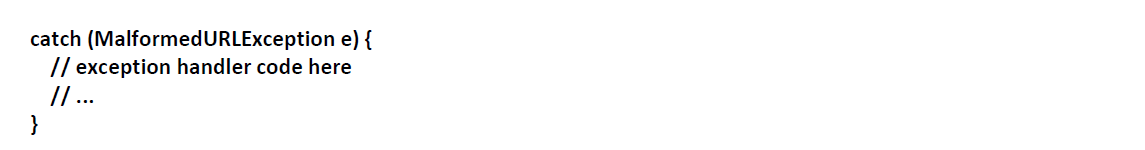 catch (MalformedURLException e) {
// exception handler code here
// ...
}